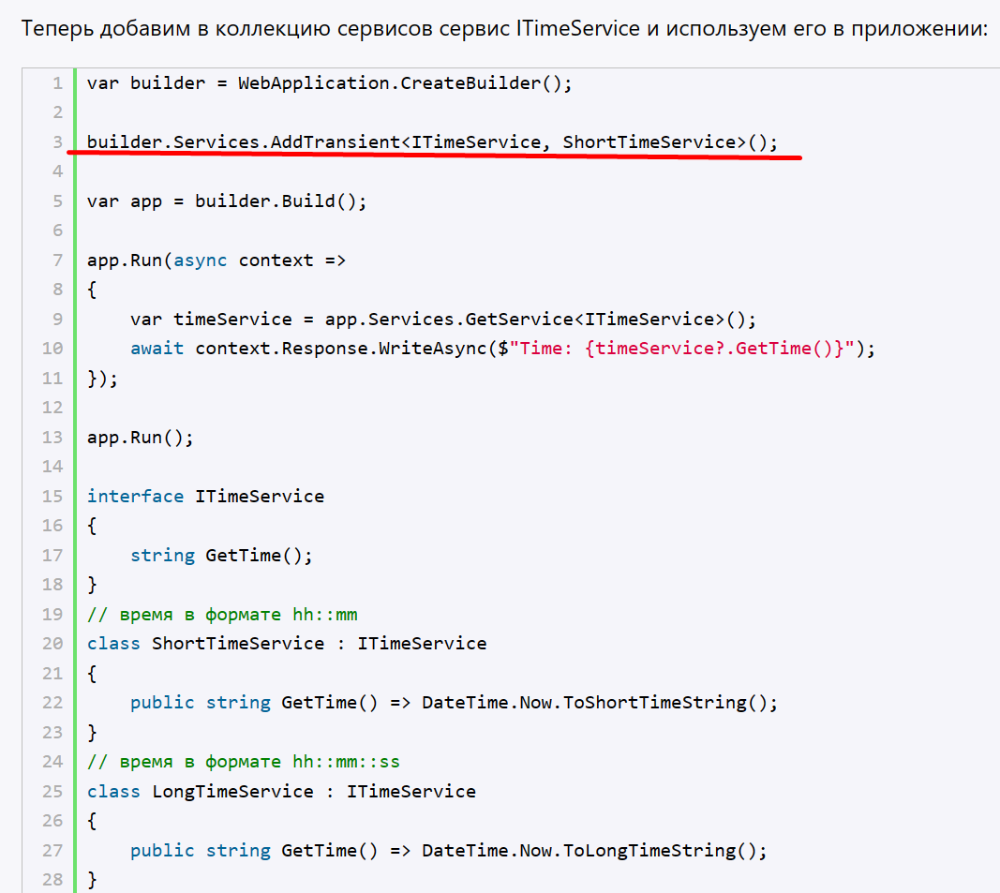 Теперь добавим в коллекцию сервисов сервис ITimeService и используем его в приложении:
1 var builder = WebApplication.CreateBuilder();
2
3 builder.Services.AddTransient<ITimeService, ShortTimeService>();
4
5 var app = builder.Build();
6
7 app.Run(async context =>
8 {
9     var timeService = app.Services.GetService<ITimeService>();
10     await context.Response.WriteAsync($"Time: {timeService?.GetTime()}");
11 });
12
13 app.Run();
14
15 interface ITimeService
16 {
17     string GetTime();
18 }
19 // время в формате hh::mm
20 class ShortTimeService : ITimeService
21 {
22     public string GetTime() => DateTime.Now.ToShortTimeString();
23 }
24 // время в формате hh::mm::ss
25 class LongTimeService : ITimeService
26 {
27     public string GetTime() => DateTime.Now.ToLongTimeString();
28 }